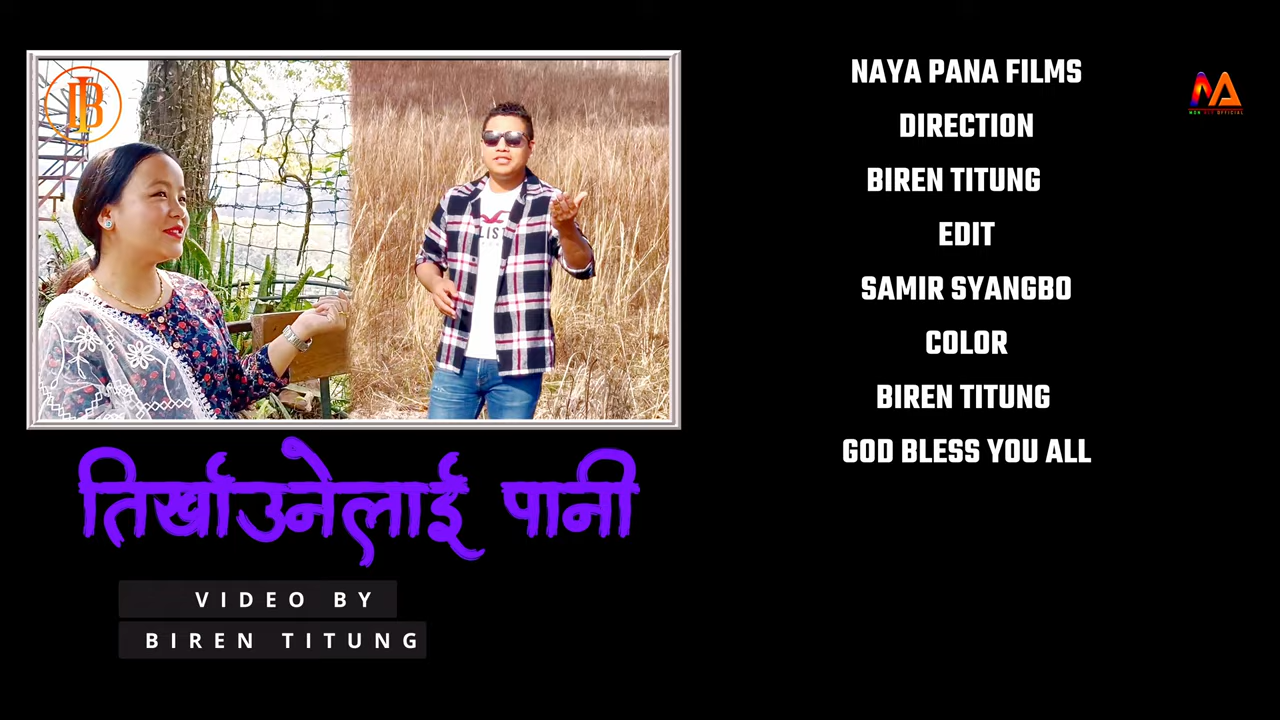 तिर्खाउनेलाई पानी
VIDEO BY
BIREN TITUNG
NAYA PANA FILMS
DIRECTION
BIREN TITUNG
EDIT
SAMIR SYANGBO
COLOR
BIREN TITUNG
GOD BLESS YOU ALL